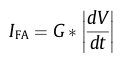 I_FA = G * |dV/dt|